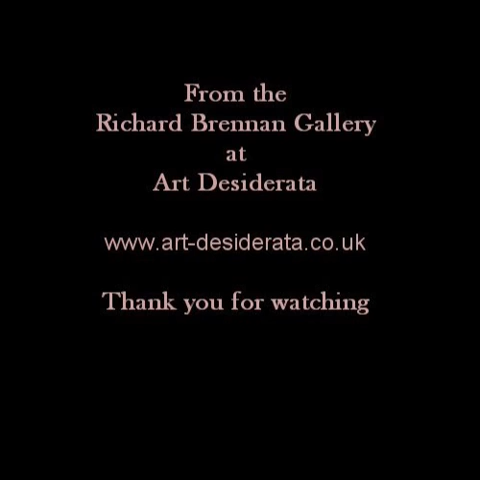 From the
Richard Brennan Gallery
at
Art Desiderata
www.art-desiderata.co.uk
Thank you for watching